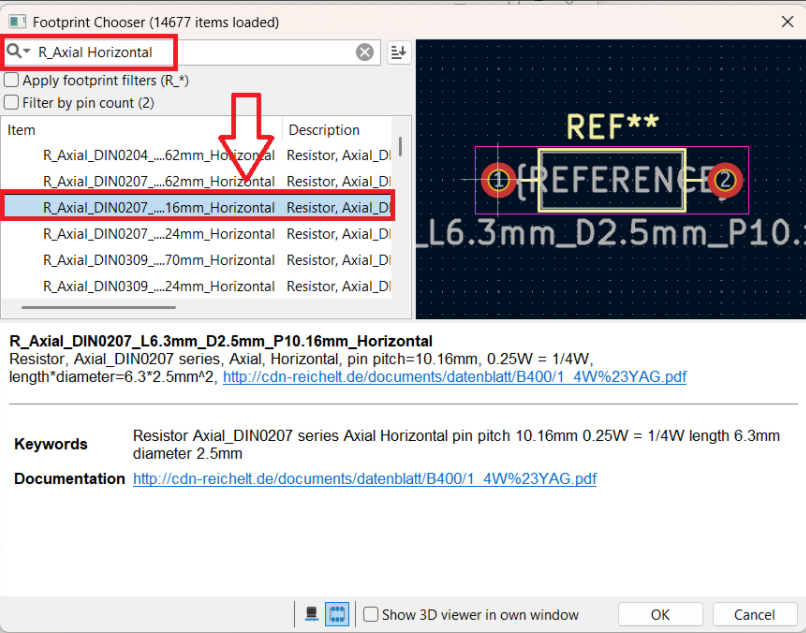 Footprint Chooser (14677 items loaded)
R_Axial Horizontal
Apply footprint filters (R_*)
Filter by pin count (2)
Item Description
R_Axial_DIN0204_....62mm_Horizontal Resistor, Axial_DI
R_Axial_DIN0207_....62mm_Horizontal Resistor, Axial_DI
R_Axial_DIN0207_....16mm_Horizontal Resistor, Axial_DI
R_Axial_DIN0207_....24mm_Horizontal Resistor, Axial_DI
R_Axial_DIN0309_....70mm_Horizontal Resistor, Axial_DI
R_Axial_DIN0309_....24mm_Horizontal Resistor, Axial_DI
REF**
1 {REFERENCE} 2
_L6.3mm_D2.5mm_P10.
R_Axial_DIN0207_L6.3mm_D2.5mm_P10.16mm_Horizontal
Resistor, Axial_DIN0207 series, Axial, Horizontal, pin pitch=10.16mm, 0.25W = 1/4W,
length*diameter=6.3*2.5mm^2, http://cdn-reichelt.de/documents/datenblatt/B400/1_4W%23YAG.pdf
Keywords Resistor Axial_DIN0207 series Axial Horizontal pin pitch 10.16mm 0.25W = 1/4W length 6.3mm
diameter 2.5mm
Documentation http://cdn-reichelt.de/documents/datenblatt/B400/1_4W%23YAG.pdf
Show 3D viewer in own window
OK
Cancel